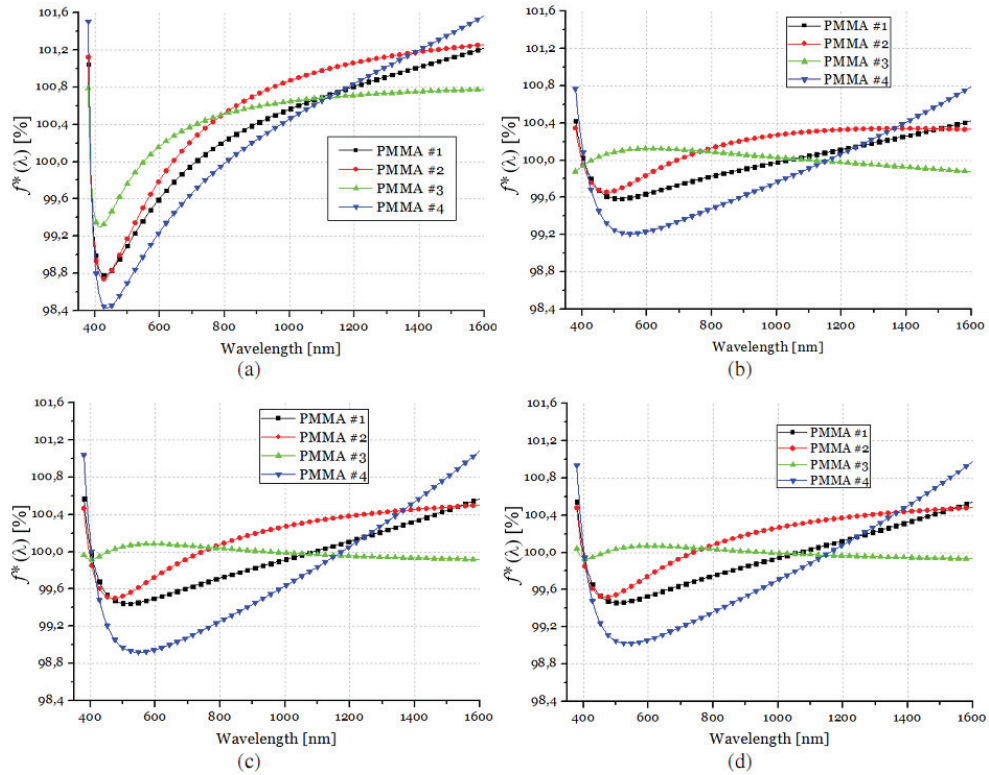 101,6
101,2
100,8
100,4
100,0
99,6
99,2
98,8
98,4
f* (λ) [%]
PMMA #1
PMMA #2
PMMA #3
PMMA #4
400 600 800 1000 1200 1400 1600
Wavelength [nm]
(a)
101,6
101,2
100,8
100,4
100,0
99,6
99,2
98,8
98,4
f* (λ) [%]
PMMA #1
PMMA #2
PMMA #3
PMMA #4
400 600 800 1000 1200 1400 1600
Wavelength [nm]
(b)
101,6
101,2
100,8
100,4
100,0
99,6
99,2
98,8
98,4
f* (λ) [%]
PMMA #1
PMMA #2
PMMA #3
PMMA #4
400 600 800 1000 1200 1400 1600
Wavelength [nm]
(c)
101,6
101,2
100,8
100,4
100,0
99,6
99,2
98,8
98,4
f* (λ) [%]
PMMA #1
PMMA #2
PMMA #3
PMMA #4
400 600 800 1000 1200 1400 1600
Wavelength [nm]
(d)